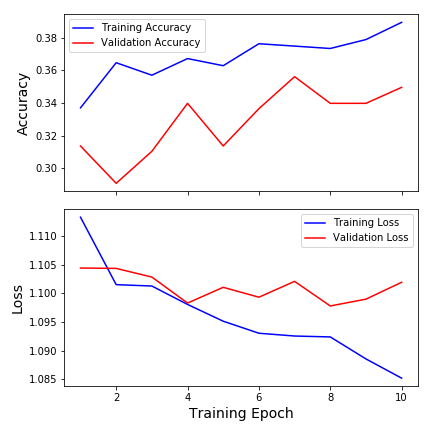 Training Accuracy
Validation Accuracy
0.38
0.36
0.34
0.32
0.30
Accuracy
Training Loss
Validation Loss
1.110
1.105
1.100
1.095
1.090
1.085
Loss
2 4 6 8 10
Training Epoch